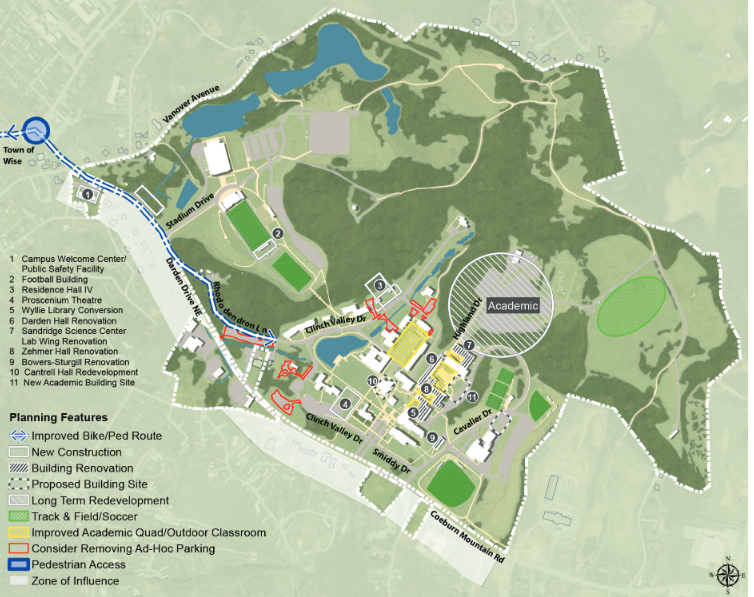 Vanover Avenue
Town of
Wise
1
Stadium Drive
2
Darden Drive NE
Rhododendron Ln
3
Clinch Valley Dr
Highland Dr
Academic
6
7
8
10
11
4
5
9
Clinch Valley Dr
Smiddy Dr
Cavalier Dr
Coeburn Mountain Rd
1 Campus Welcome Center/
Public Safety Facility
2 Football Building
3 Residence Hall IV
4 Proscenium Theatre
5 Wyllie Library Conversion
6 Darden Hall Renovation
7 Sandridge Science Center
Lab Wing Renovation
8 Zehmer Hall Renovation
9 Bowers-Sturgill Renovation
10 Cantrell Hall Redevelopment
11 New Academic Building Site
Planning Features
Improved Bike/Ped Route
New Construction
Building Renovation
Proposed Building Site
Long Term Redevelopment
Track & Field/Soccer
Improved Academic Quad/Outdoor Classroom
Consider Removing Ad-Hoc Parking
Pedestrian Access
Zone of Influence
N
W E
S